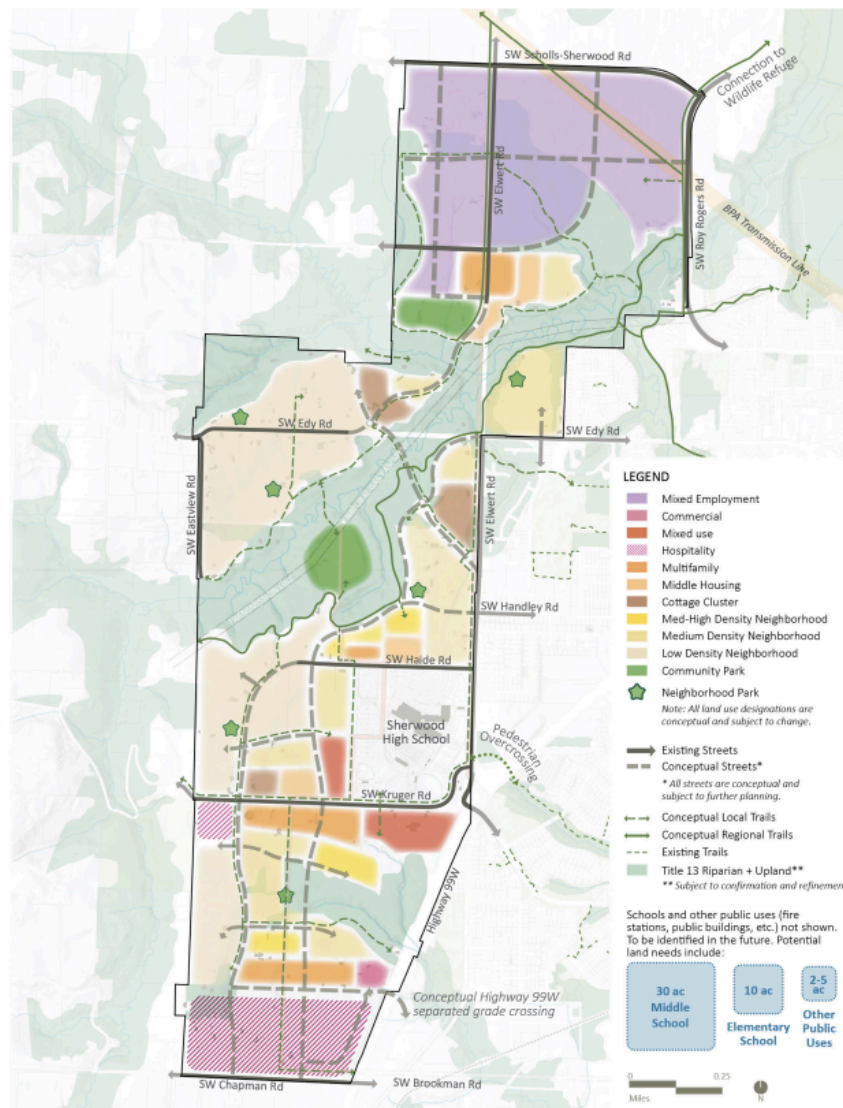 SW Scholls-Sherwood Rd
Connection to
Wildlife Refuge
SW Elwert Rd
SW Roy Rogers Rd
BPA Transmission Line
SW Edy Rd
SW Edy Rd
SW Eastview Rd
SW Elwert Rd
SW Handley Rd
SW Haide Rd
Sherwood
High School
Pedestrian
Overcrossing
SW Kruger Rd
Highway 99W
Conceptual Highway 99W
separated grade crossing
SW Chapman Rd
SW Brookman Rd
LEGEND
Mixed Employment
Commercial
Mixed use
Hospitality
Multifamily
Middle Housing
Cottage Cluster
Med-High Density Neighborhood
Medium Density Neighborhood
Low Density Neighborhood
Community Park
Neighborhood Park
Note: All land use designations are
conceptual and subject to change.
Existing Streets
Conceptual Streets*
* All streets are conceptual and
subject to further planning.
Conceptual Local Trails
Conceptual Regional Trails
Existing Trails
Title 13 Riparian + Upland**
** Subject to confirmation and refinemen
Schools and other public uses (fire
stations, public buildings, etc.) not shown.
To be identified in the future. Potential
land needs include:
30 ac
Middle
School
10 ac
Elementary
School
2-5
ac
Other
Public
Uses
0
0.25
Miles
N